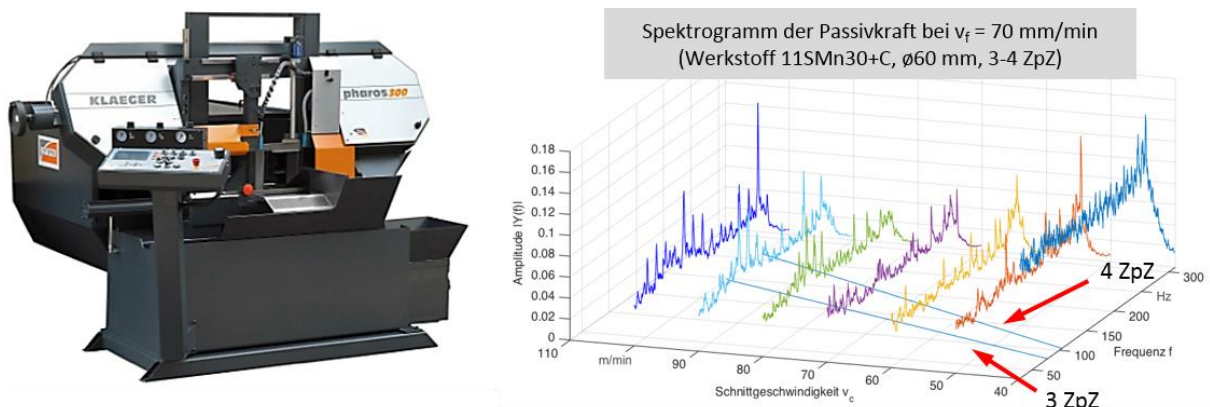 KLAEGER
pharos300
Spektrogramm der Passivkraft bei vf = 70 mm/min
(Werkstoff 11SMn30+C, ø60 mm, 3-4 ZpZ)
Amplitude |Y(f)|
0.18
0.16
0.14
0.12
0.1
0.08
0.06
0.04
0.02
0
110
m/min
90
80
70
60
50
40
Schnittgeschwindigkeit vc
300
Hz
200
150
100
50
Frequenz f
4 ZpZ
3 ZpZ